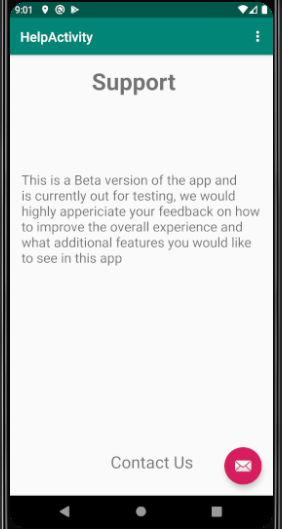 9:01
HelpActivity
Support
This is a Beta version of the app and
is currently out for testing, we would
highly appericiate your feedback on how
to improve the overall experience and
what additional features you would like
to see in this app
Contact Us